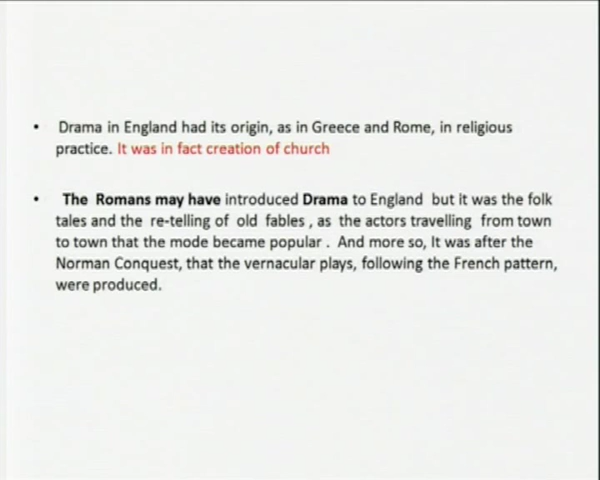 • Drama in England had its origin, as in Greece and Rome, in religious
practice. It was in fact creation of church
• The Romans may have introduced Drama to England but it was the folk
tales and the re-telling of old fables , as the actors travelling from town
to town that the mode became popular . And more so, It was after the
Norman Conquest, that the vernacular plays, following the French pattern,
were produced.